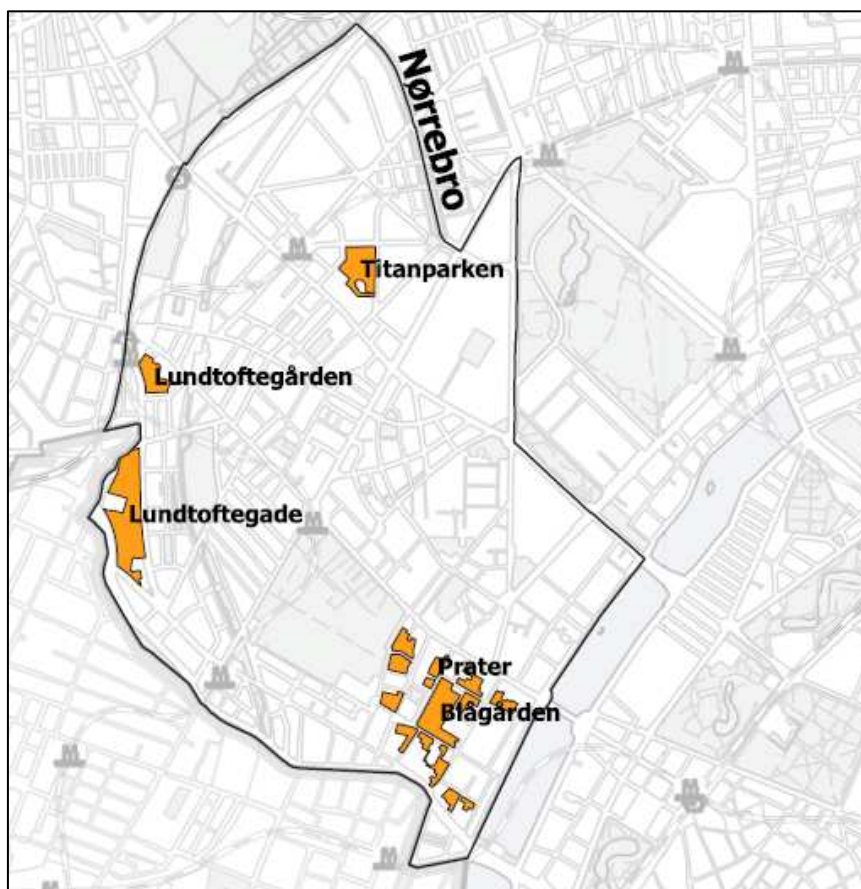 Nørrebro
Titanparken
Lundtoftegården
Lundtoftegade
Prater
Blågården